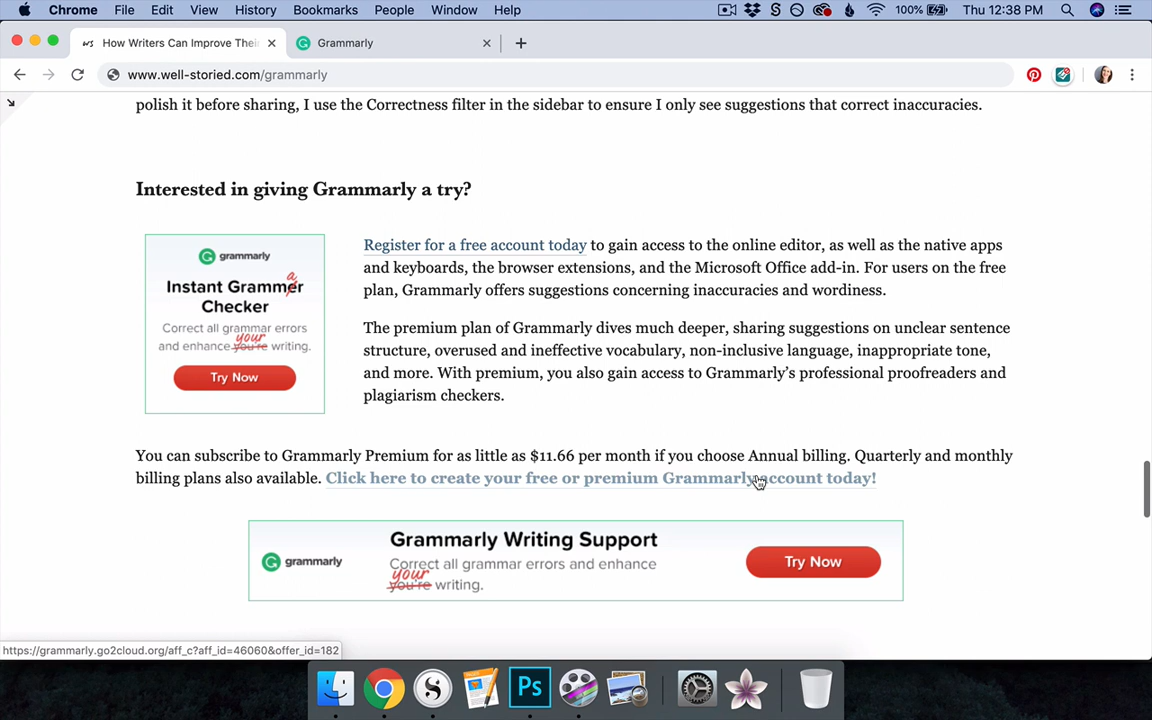 Chrome File Edit View History Bookmarks People Window Help 100% Thu 12:38 PM
How Writers Can Improve Their
Grammarly
www.well-storied.com/grammarly
polish it before sharing, I use the Correctness filter in the sidebar to ensure I only see suggestions that correct inaccuracies.
Interested in giving Grammarly a try?
grammarly
Instant Grammer
a
Checker
Correct all grammar errors
your
and enhance you're writing.
Try Now
Register for a free account today to gain access to the online editor, as well as the native apps
and keyboards, the browser extensions, and the Microsoft Office add-in. For users on the free
plan, Grammarly offers suggestions concerning inaccuracies and wordiness.
The premium plan of Grammarly dives much deeper, sharing suggestions on unclear sentence
structure, overused and ineffective vocabulary, non-inclusive language, inappropriate tone,
and more. With premium, you also gain access to Grammarly's professional proofreaders and
plagiarism checkers.
You can subscribe to Grammarly Premium for as little as $11.66 per month if you choose Annual billing. Quarterly and monthly
billing plans also available. Click here to create your free or premium Grammarly account today!
grammarly
Grammarly Writing Support
Correct all grammar errors and enhance
your
you're writing.
Try Now
https://grammarly.go2cloud.org/aff_c?aff_id=46060&offer_id=182
Ps